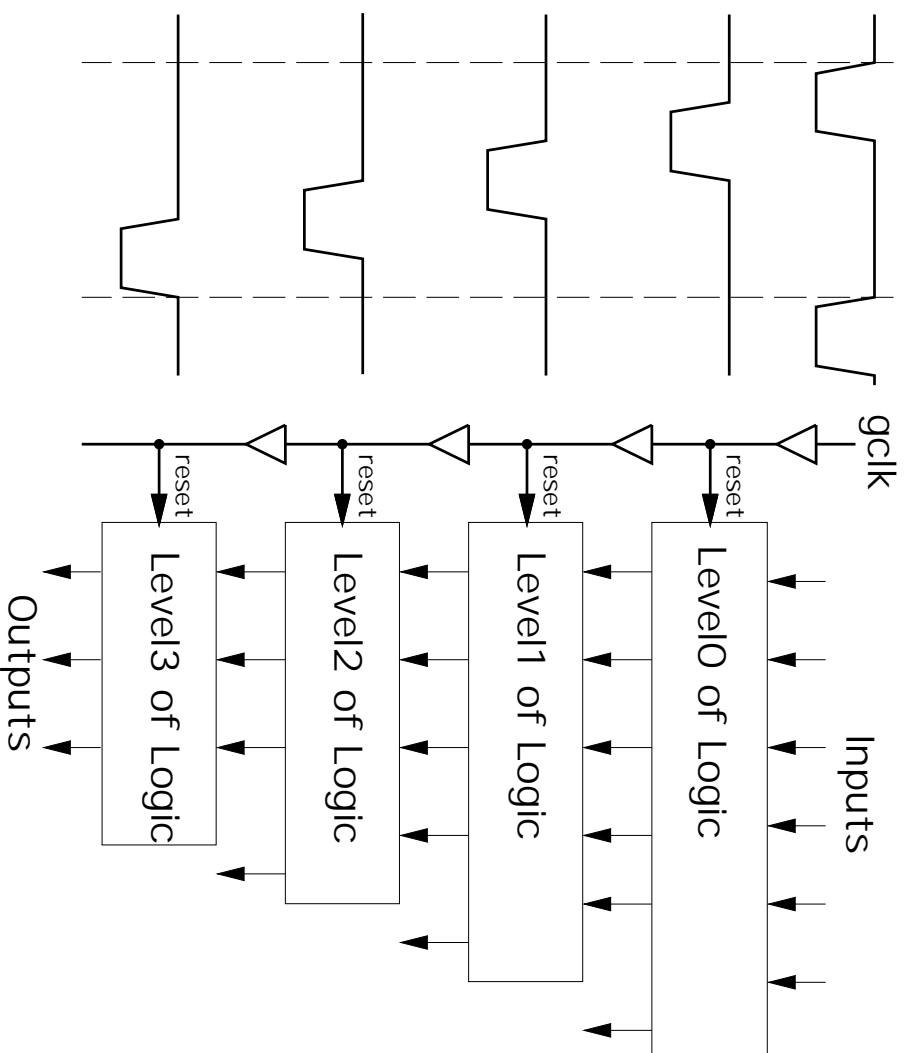 gclk
reset
reset
reset
reset
Inputs
Level0 of Logic
Level1 of Logic
Level2 of Logic
Level3 of Logic
Outputs